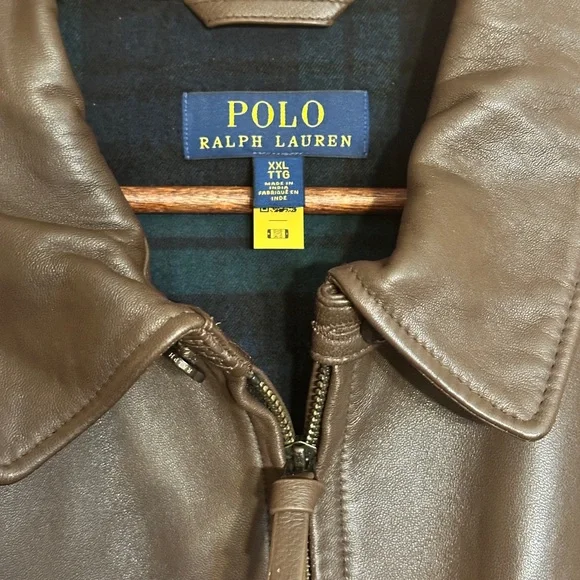 POLO
RALPH LAUREN
XXL
TTG
MADE IN
INDIA
FABRIQUÉ EN
INDE